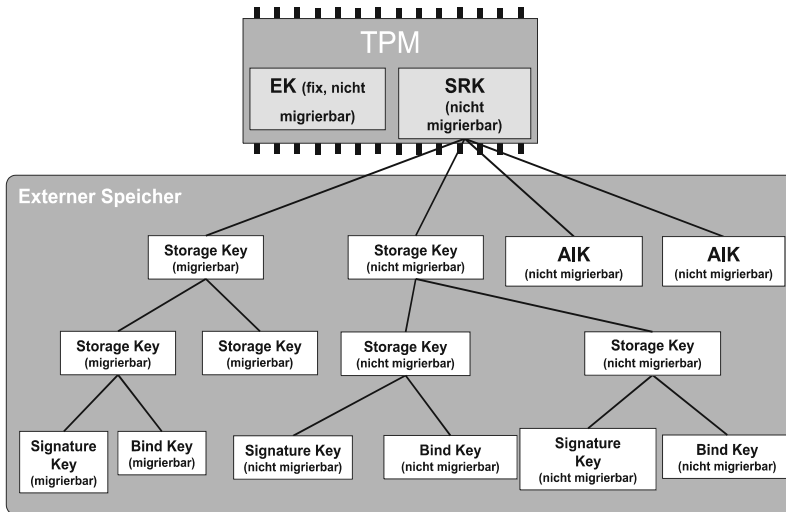 TPM
EK (fix, nicht
migrierbar)
SRK
(nicht
migrierbar)
Externer Speicher
Storage Key
(migrierbar)
Storage Key
(nicht migrierbar)
AIK
(nicht migrierbar)
AIK
(nicht migrierbar)
Storage Key
(migrierbar)
Storage Key
(migrierbar)
Storage Key
(nicht migrierbar)
Storage Key
(nicht migrierbar)
Signature
Key
(migrierbar)
Bind Key
(migrierbar)
Signature Key
(nicht migrierbar)
Bind Key
(nicht migrierbar)
Signature
Key
(nicht migrierbar)
Bind Key
(nicht migrierbar)